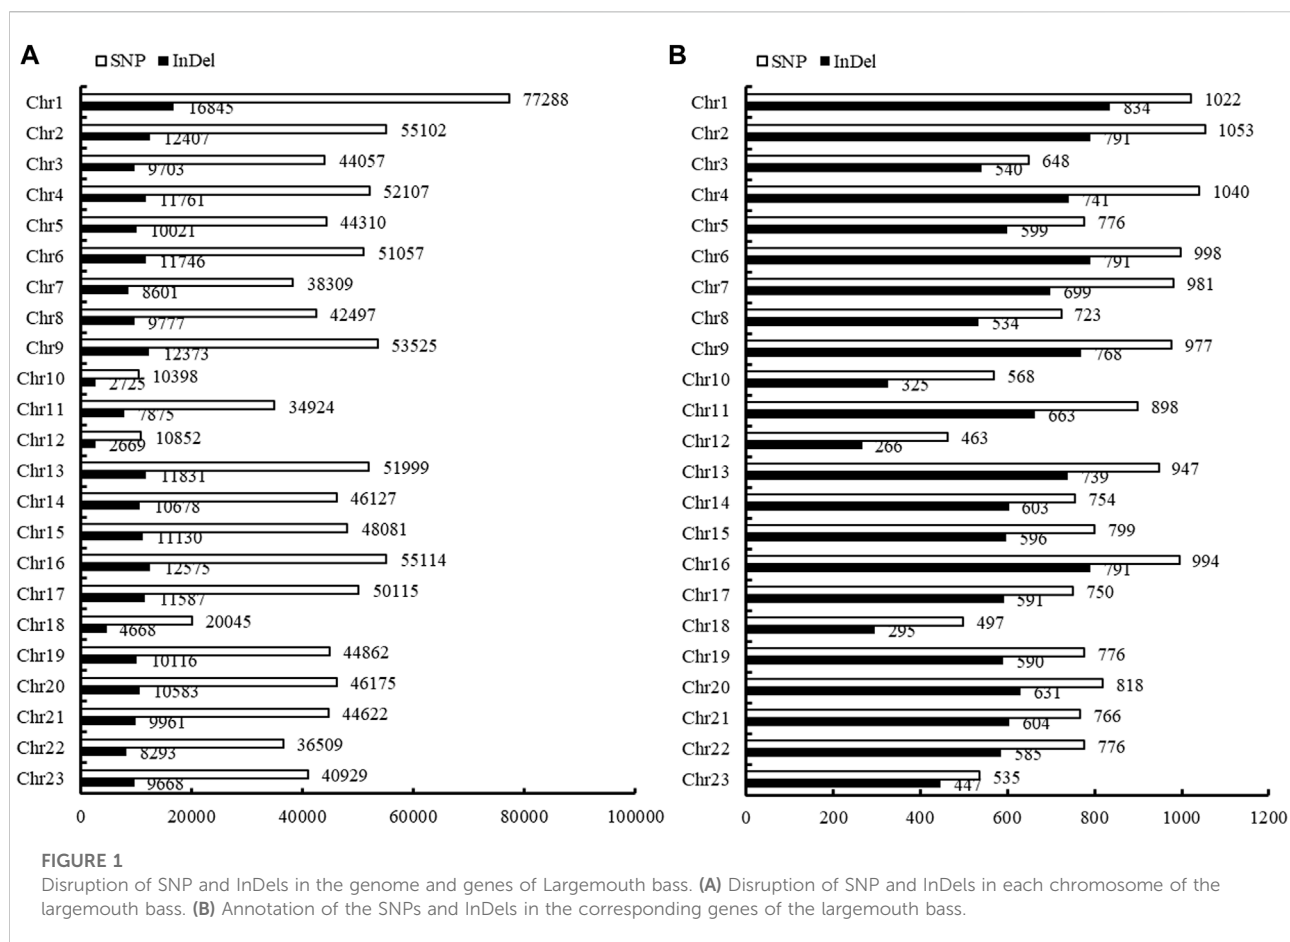 A
SNP InDel
Chr1 77288
16845
Chr2 55102
12407
Chr3 44057
9703
Chr4 52107
11761
Chr5 44310
10021
Chr6 51057
11746
Chr7 38309
8601
Chr8 42497
9777
Chr9 53525
12373
Chr10 10398
2725
Chr11 34924
7875
Chr12 10852
2669
Chr13 51999
11831
Chr14 46127
10678
Chr15 48081
11130
Chr16 55114
12575
Chr17 50115
11587
Chr18 20045
4668
Chr19 44862
10116
Chr20 46175
10583
Chr21 44622
9961
Chr22 36509
8293
Chr23 40929
9668
0 20000 40000 60000 80000 100000
B
SNP InDel
Chr1 1022
834
Chr2 1053
791
Chr3 648
540
Chr4 1040
741
Chr5 776
599
Chr6 998
791
Chr7 981
699
Chr8 723
534
Chr9 977
768
Chr10 568
325
Chr11 898
663
Chr12 463
266
Chr13 947
739
Chr14 754
603
Chr15 799
596
Chr16 994
791
Chr17 750
591
Chr18 497
295
Chr19 776
590
Chr20 818
631
Chr21 766
604
Chr22 776
585
Chr23 535
447
0 200 400 600 800 1000 1200
FIGURE 1
Disruption of SNP and InDels in the genome and genes of Largemouth bass. (A) Disruption of SNP and InDels in each chromosome of the
largemouth bass. (B) Annotation of the SNPs and InDels in the corresponding genes of the largemouth bass.